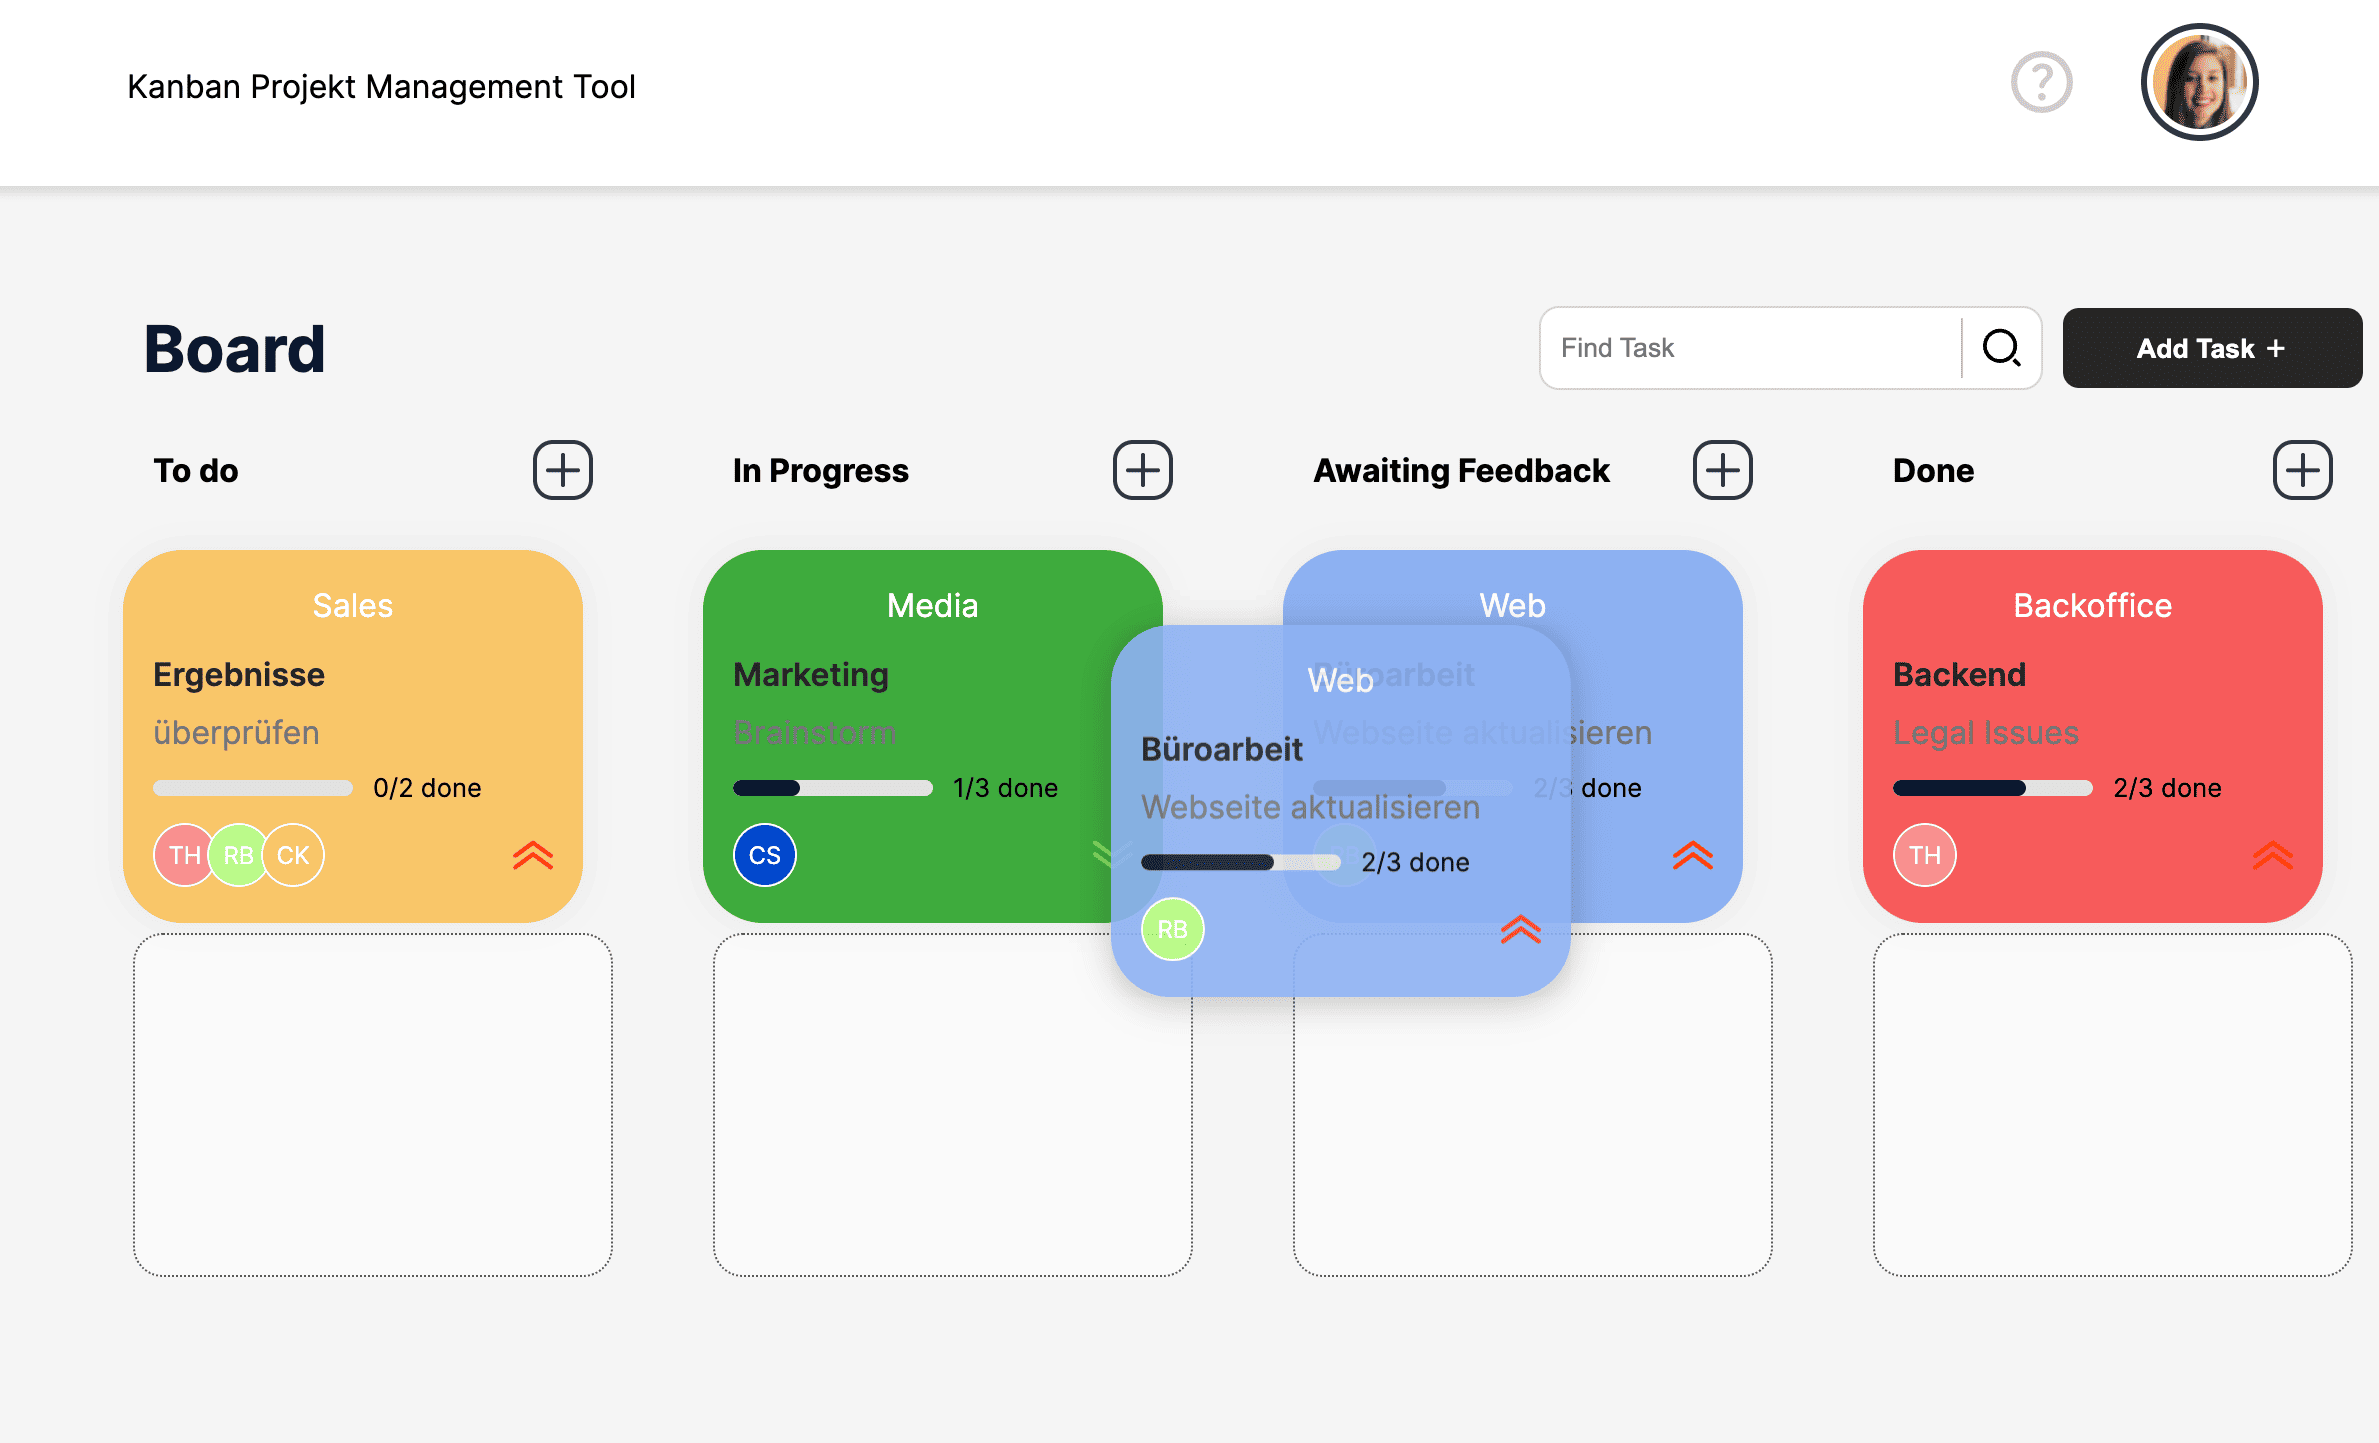 Kanban Projekt Management Tool
Board
Find Task
Add Task +
To do
In Progress
Awaiting Feedback
Done
Sales
Ergebnisse
überprüfen
0/2 done
TH RB CK
Media
Marketing
Brainstorm
1/3 done
CS
Web
Büroarbeit
Webseite aktualisieren
2/3 done
RB
Web
Büroarbeit
Webseite aktualisieren
2/3 done
Backoffice
Backend
Legal Issues
2/3 done
TH